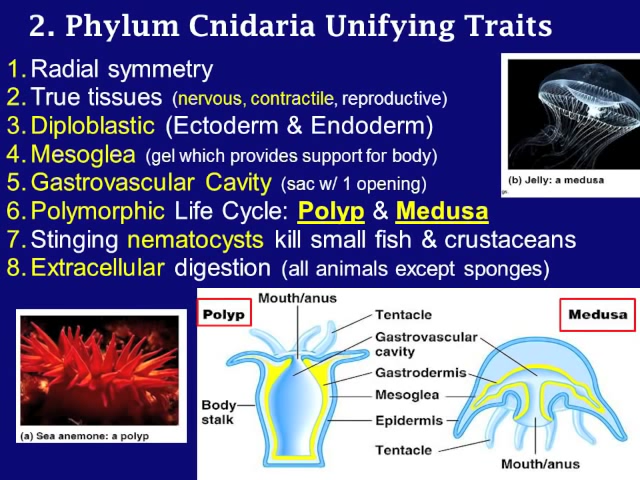 2. Phylum Cnidaria Unifying Traits
1. Radial symmetry
2. True tissues (nervous, contractile, reproductive)
3. Diploblastic (Ectoderm & Endoderm)
4. Mesoglea (gel which provides support for body)
5. Gastrovascular Cavity (sac w/ 1 opening)
6. Polymorphic Life Cycle: Polyp & Medusa
7. Stinging nematocysts kill small fish & crustaceans
8. Extracellular digestion (all animals except sponges)
(b) Jelly: a medusa
(a) Sea anemone: a polyp
Polyp
Mouth/anus
Medusa
Tentacle
Gastrovascular
cavity
Gastrodermis
Mesoglea
Body
stalk
Epidermis
Tentacle
Mouth/anus